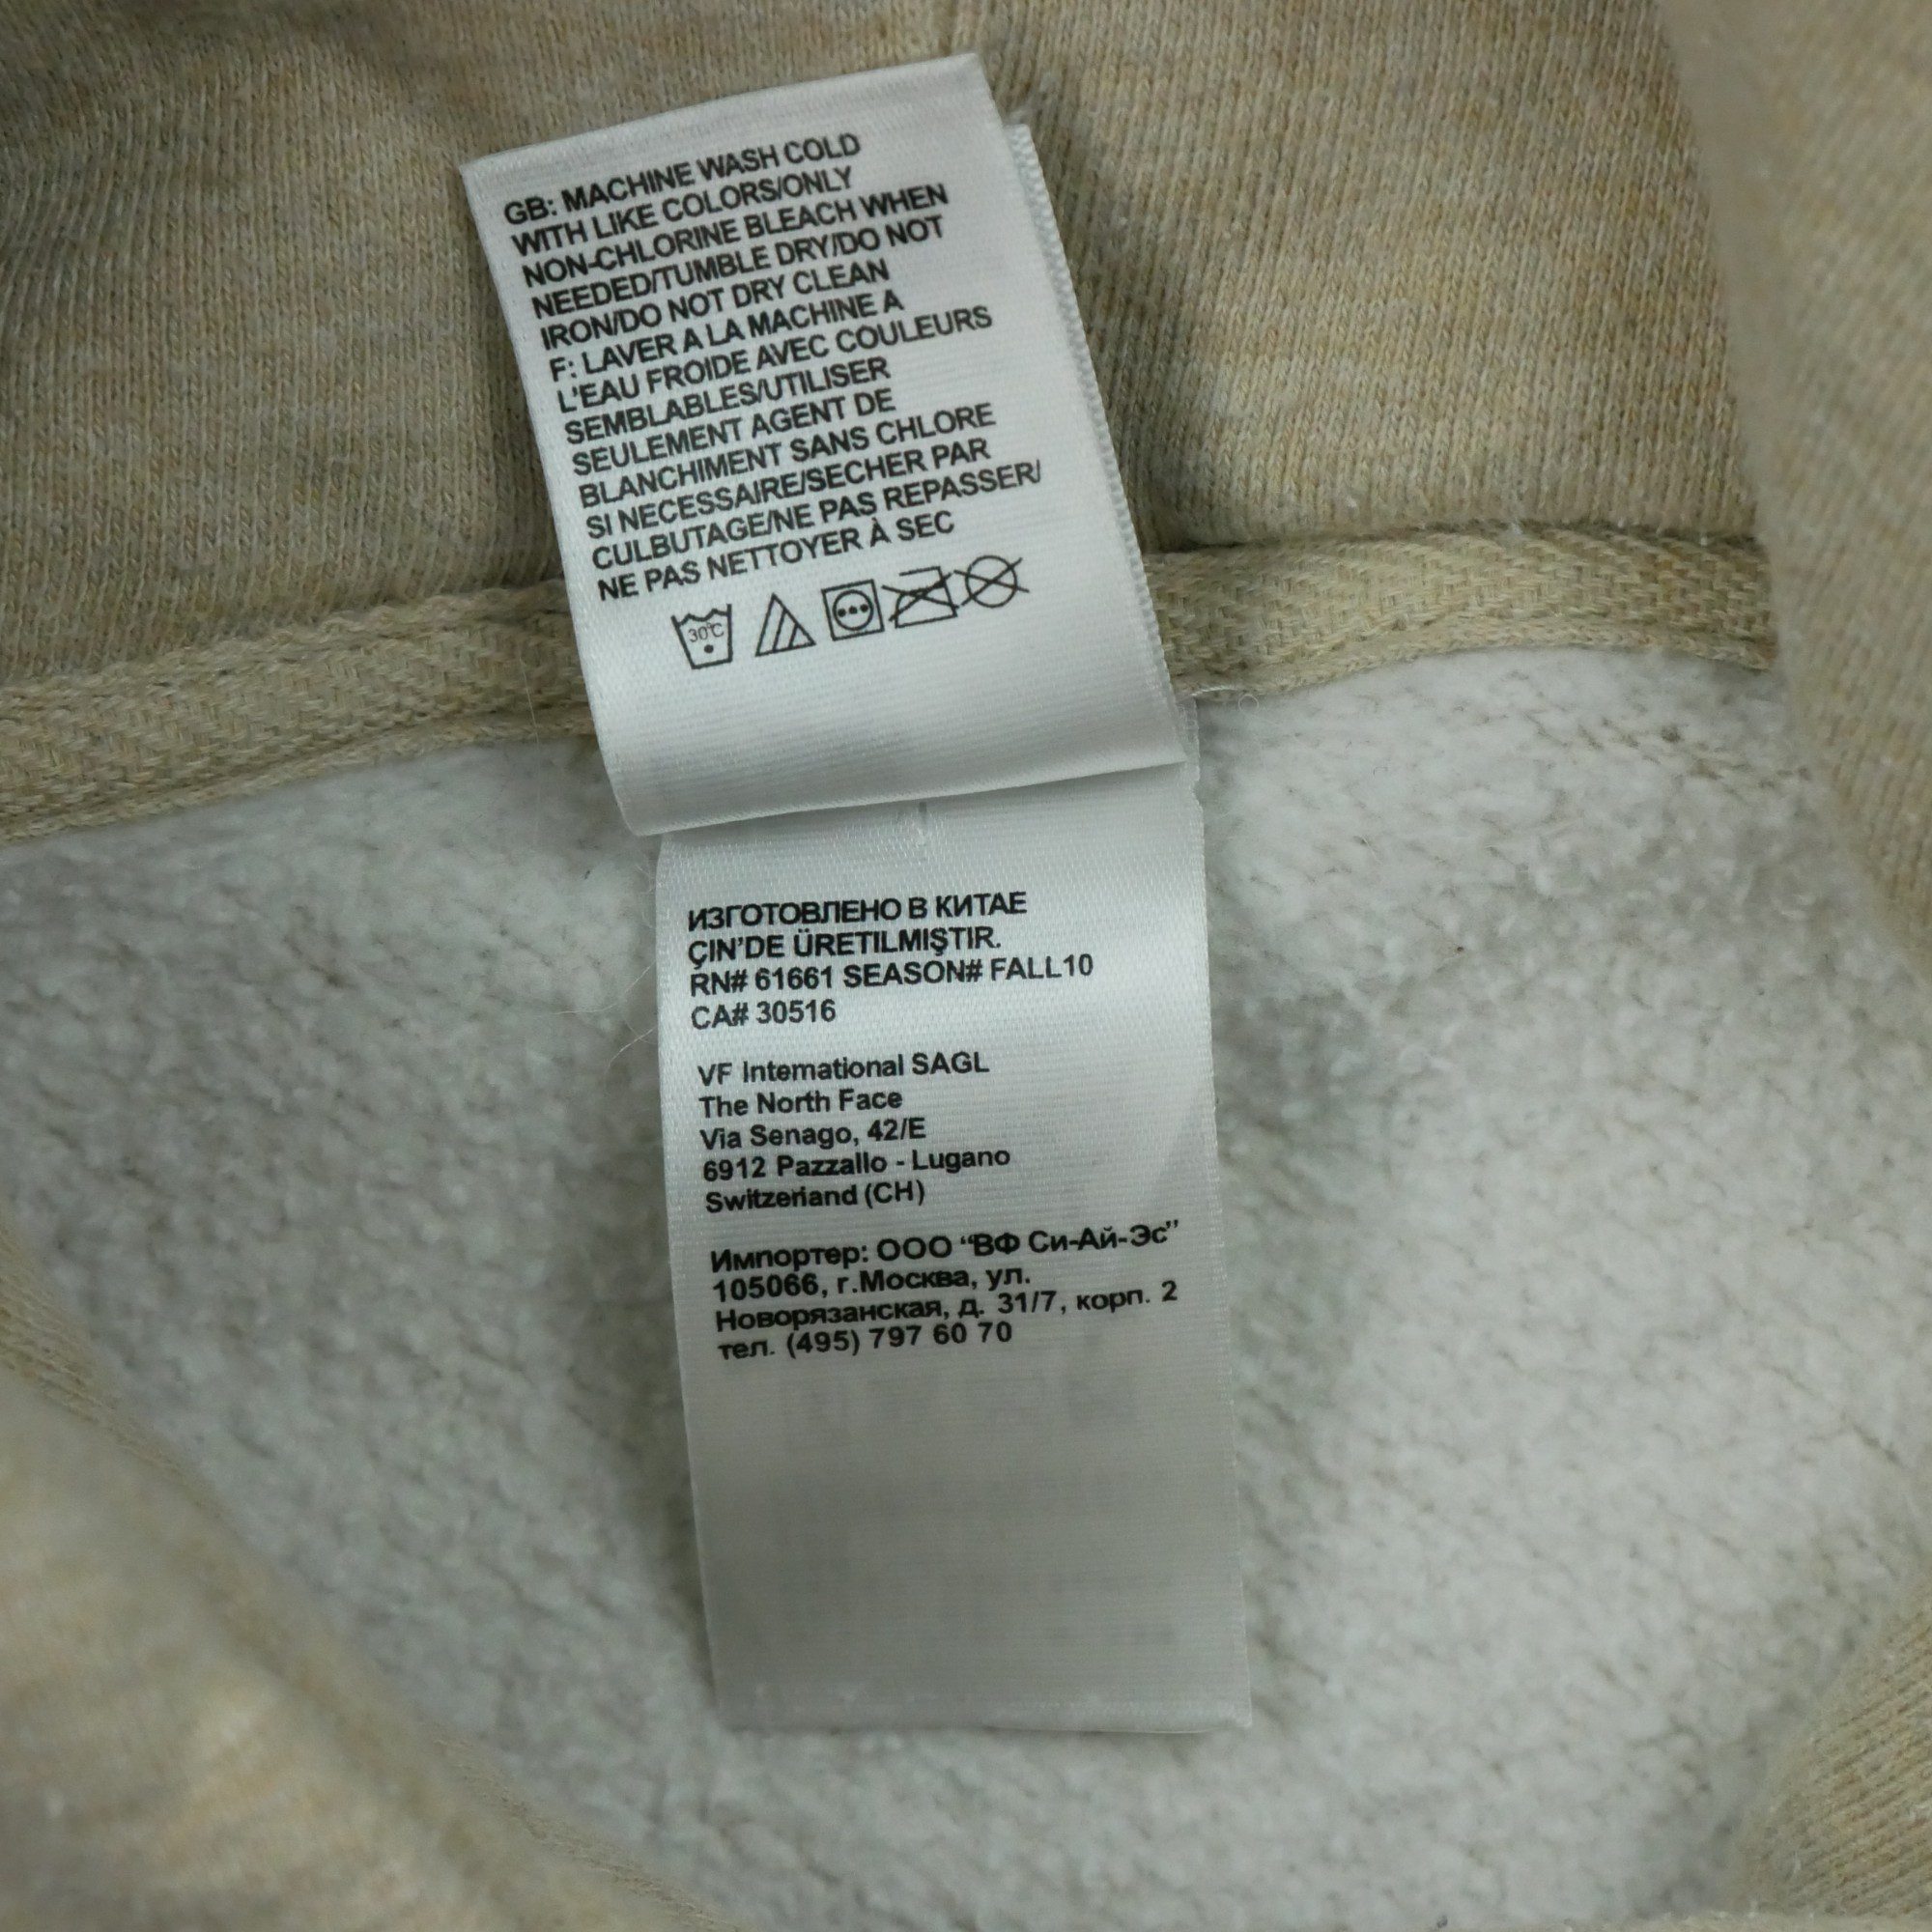 GB: MACHINE WASH COLD
WITH LIKE COLORS/ONLY
NON-CHLORINE BLEACH WHEN
NEEDED/TUMBLE DRY/DO NOT
IRON/DO NOT DRY CLEAN
F: LAVER A LA MACHINE A
L'EAU FROIDE AVEC COULEURS
SEMBLABLES/UTILISER
SEULEMENT AGENT DE
BLANCHIMENT SANS CHLORE
SI NECESSAIRE/SECHER PAR
CULBUTAGE/NE PAS REPASSER/
NE PAS NETTOYER À SEC
30°C
ИЗГОТОВЛЕНО В КИТАЕ
ÇIN'DE ÜRETILMIŞTIR.
RN# 61661 SEASON# FALL10
CA# 30516
VF International SAGL
The North Face
Via Senago, 42/E
6912 Pazzallo - Lugano
Switzerland (CH)
Импортер: ООО “ВФ Си-Ай-Эс”
105066, г.Москва, ул.
Новорязанская, д. 31/7, корп. 2
тел. (495) 797 60 70